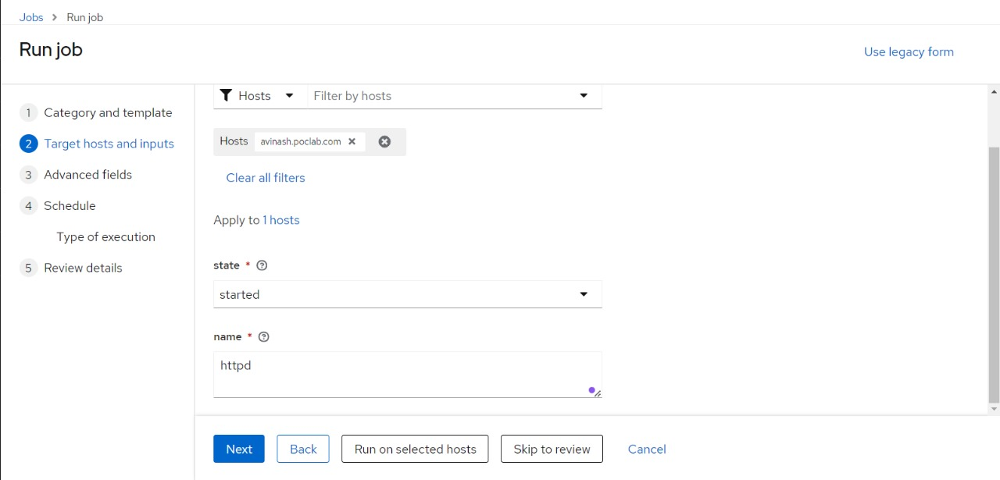 Jobs > Run job
Run job
Use legacy form
1 Category and template
2 Target hosts and inputs
3 Advanced fields
4 Schedule
Type of execution
5 Review details
Hosts Filter by hosts
Hosts avinash.poclab.com
Clear all filters
Apply to 1 hosts
state *
started
name *
httpd
Next Back Run on selected hosts Skip to review Cancel